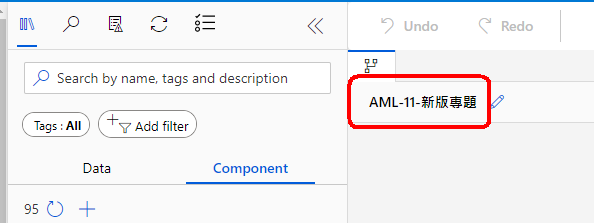 Undo Redo
Search by name, tags and description
AML-11-新版專題
Tags : All Add filter
Data Component
95